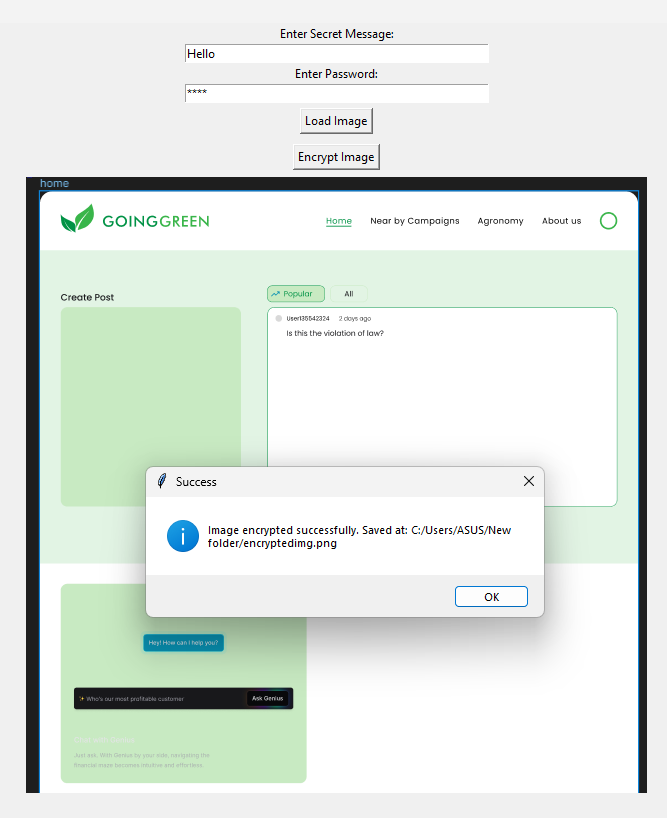 Enter Secret Message:
Hello
Enter Password:
****
Load Image
Encrypt Image
home
GOINGGREEN
Home Near by Campaigns Agronomy About us
Create Post
Popular All
User135542324 2 days ago
Is this the violation of law?
Success
Image encrypted successfully. Saved at: C:/Users/ASUS/New
folder/encryptedimg.png
OK
Hey! How can I help you?
Who's our most profitable customer Ask Genius
Chat with Genius
Just ask. With Genius by your side, navigating the
financial maze becomes intuitive and effortless.